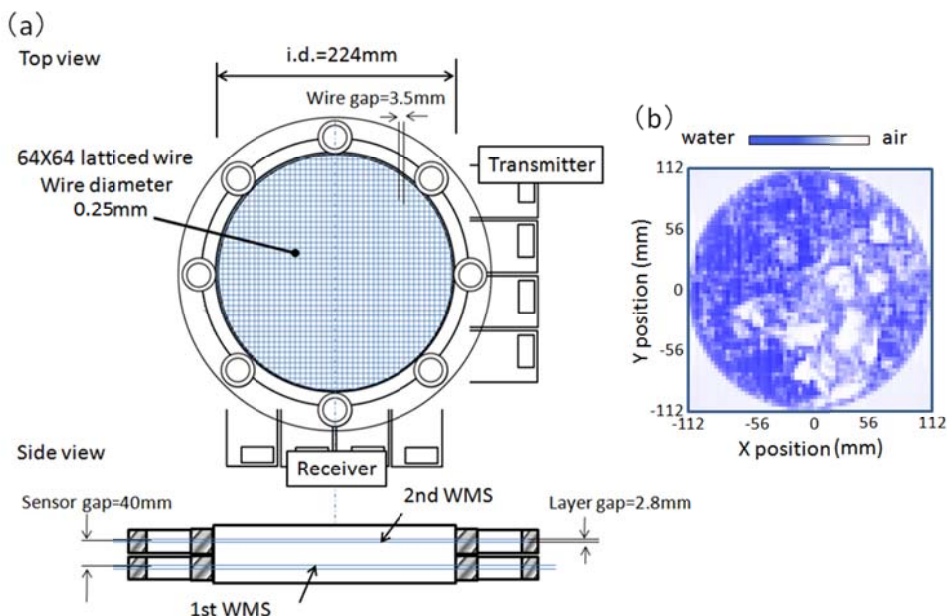 (a)
Top view
i.d.=224mm
Wire gap=3.5mm
64X64 latticed wire
Wire diameter
0.25mm
Transmitter
Receiver
Side view
Sensor gap=40mm
2nd WMS
Layer gap=2.8mm
1st WMS
(b)
water air
112
56
0
-56
-112
Y position (mm)
-112 -56 0 56 112
X position (mm)